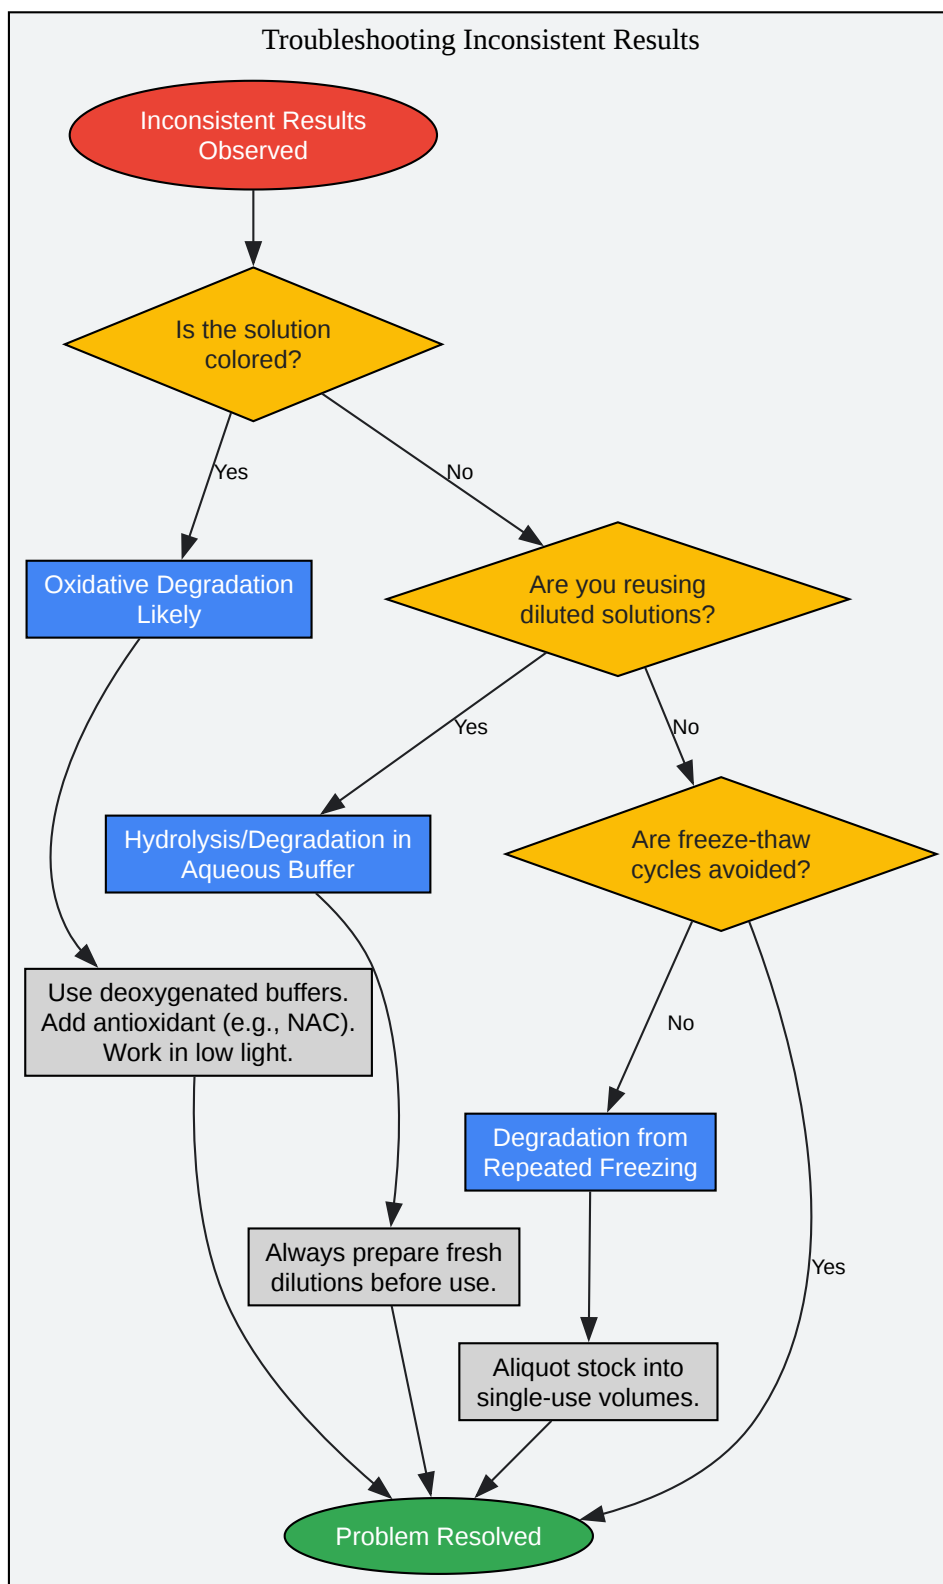 Troubleshooting Inconsistent Results
Inconsistent Results
Observed
Is the solution
colored?
Yes
No
Oxidative Degradation
Likely
Are you reusing
diluted solutions?
Yes
No
Hydrolysis/Degradation in
Aqueous Buffer
Are freeze-thaw
cycles avoided?
Use deoxygenated buffers.
Add antioxidant (e.g., NAC).
Work in low light.
No
Degradation from
Repeated Freezing
Always prepare fresh
dilutions before use.
Yes
Aliquot stock into
single-use volumes.
Problem Resolved